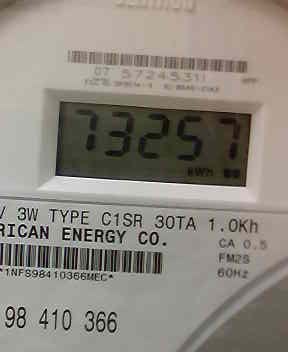 07 57245311
73257
kWh
V 3W TYPE C1SR 30TA 1.0Kh
RICAN ENERGY CO.
CA 0.5
FM2S
60Hz
*1NFS98410366MEC*
98 410 366